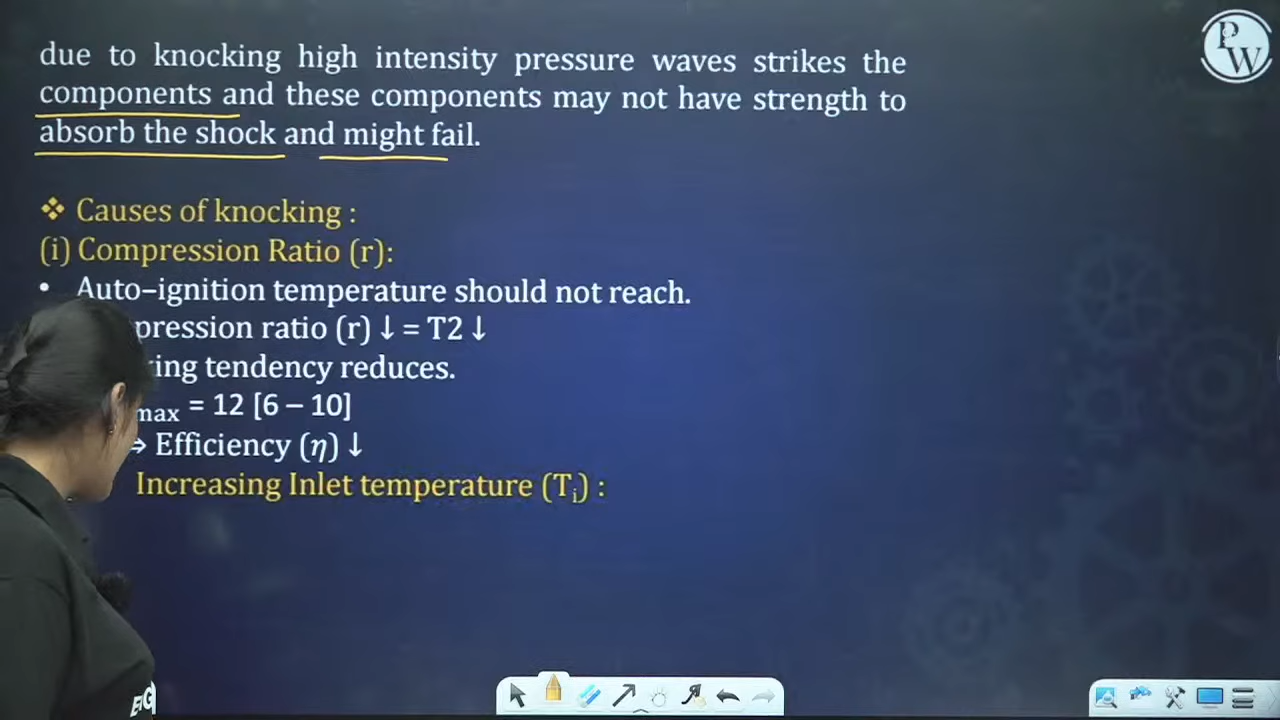 due to knocking high intensity pressure waves strikes the
components and these components may not have strength to
absorb the shock and might fail.
❖ Causes of knocking :
(i) Compression Ratio (r):
• Auto–ignition temperature should not reach.
pression ratio (r) ↓ = T2 ↓
ing tendency reduces.
max = 12 [6 – 10]
⇒ Efficiency (η) ↓
Increasing Inlet temperature (Tᵢ) :
PW